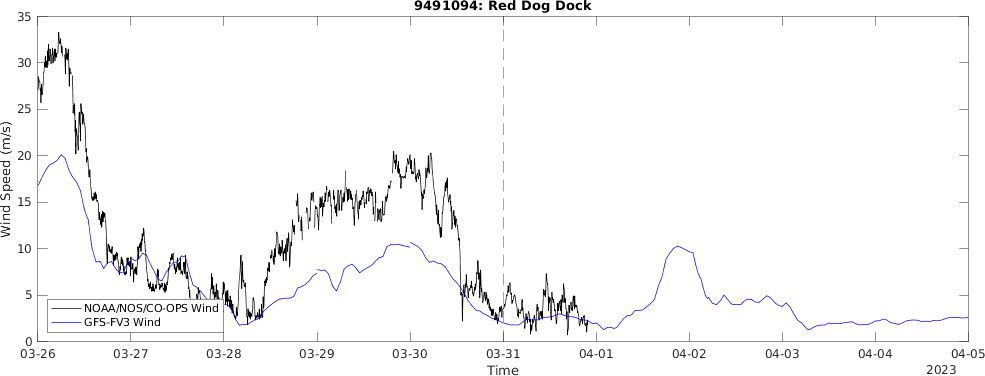 9491094: Red Dog Dock
35
30
25
20
15
10
5
0
Wind Speed (m/s)
NOAA/NOS/CO-OPS Wind
GFS-FV3 Wind
03-26 03-27 03-28 03-29 03-30 03-31 04-01 04-02 04-03 04-04 04-05
Time
2023